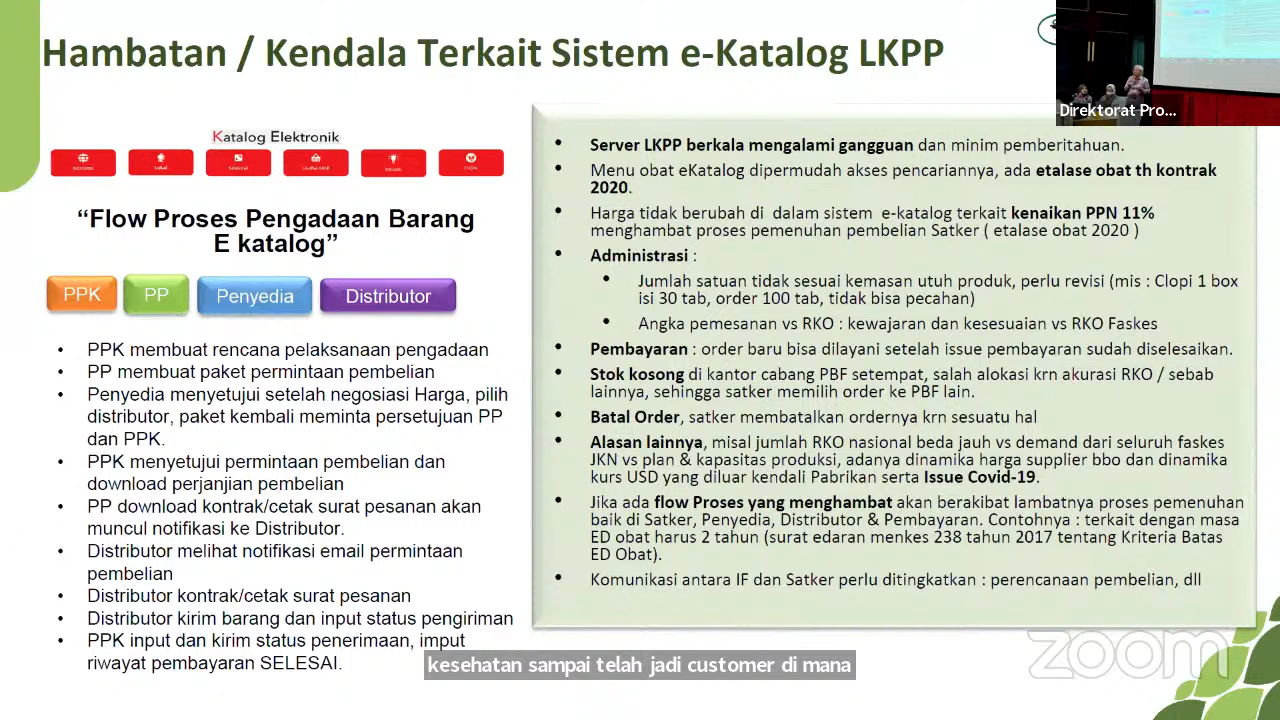 Hambatan / Kendala Terkait Sistem e-Katalog LKPP
Direktorat Pro...
Katalog Elektronik
Nasional
Lokal
Sektoral
“Flow Proses Pengadaan Barang
E katalog”
PPK
PP
Penyedia
Distributor
• PPK membuat rencana pelaksanaan pengadaan
• PP membuat paket permintaan pembelian
• Penyedia menyetujui setelah negosiasi Harga, pilih
distributor, paket kembali meminta persetujuan PP
dan PPK.
• PPK menyetujui permintaan pembelian dan
download perjanjian pembelian
• PP download kontrak/cetak surat pesanan akan
muncul notifikasi ke Distributor.
• Distributor melihat notifikasi email permintaan
pembelian
• Distributor kontrak/cetak surat pesanan
• Distributor kirim barang dan input status pengiriman
• PPK input dan kirim status penerimaan, imput
riwayat pembayaran SELESAI.
• Server LKPP berkala mengalami gangguan dan minim pemberitahuan.
• Menu obat eKatalog dipermudah akses pencariannya, ada etalase obat th kontrak
2020.
• Harga tidak berubah di dalam sistem e-katalog terkait kenaikan PPN 11%
menghambat proses pemenuhan pembelian Satker ( etalase obat 2020 )
• Administrasi :
• Jumlah satuan tidak sesuai kemasan utuh produk, perlu revisi (mis : Clopi 1 box
isi 30 tab, order 100 tab, tidak bisa pecahan)
• Angka pemesanan vs RKO : kewajaran dan kesesuaian vs RKO Faskes
• Pembayaran : order baru bisa dilayani setelah issue pembayaran sudah diselesaikan.
• Stok kosong di kantor cabang PBF setempat, salah alokasi krn akurasi RKO / sebab
lainnya, sehingga satker memilih order ke PBF lain.
• Batal Order, satker membatalkan ordernya krn sesuatu hal
• Alasan lainnya, misal jumlah RKO nasional beda jauh vs demand dari seluruh faskes
JKN vs plan & kapasitas produksi, adanya dinamika harga supplier bbo dan dinamika
kurs USD yang diluar kendali Pabrikan serta Issue Covid-19.
• Jika ada flow Proses yang menghambat akan berakibat lambatnya proses pemenuhan
baik di Satker, Penyedia, Distributor & Pembayaran. Contohnya : terkait dengan masa
ED obat harus 2 tahun (surat edaran menkes 238 tahun 2017 tentang Kriteria Batas
ED Obat).
• Komunikasi antara IF dan Satker perlu ditingkatkan : perencanaan pembelian, dll
kesehatan sampai telah jadi customer di mana
zoom